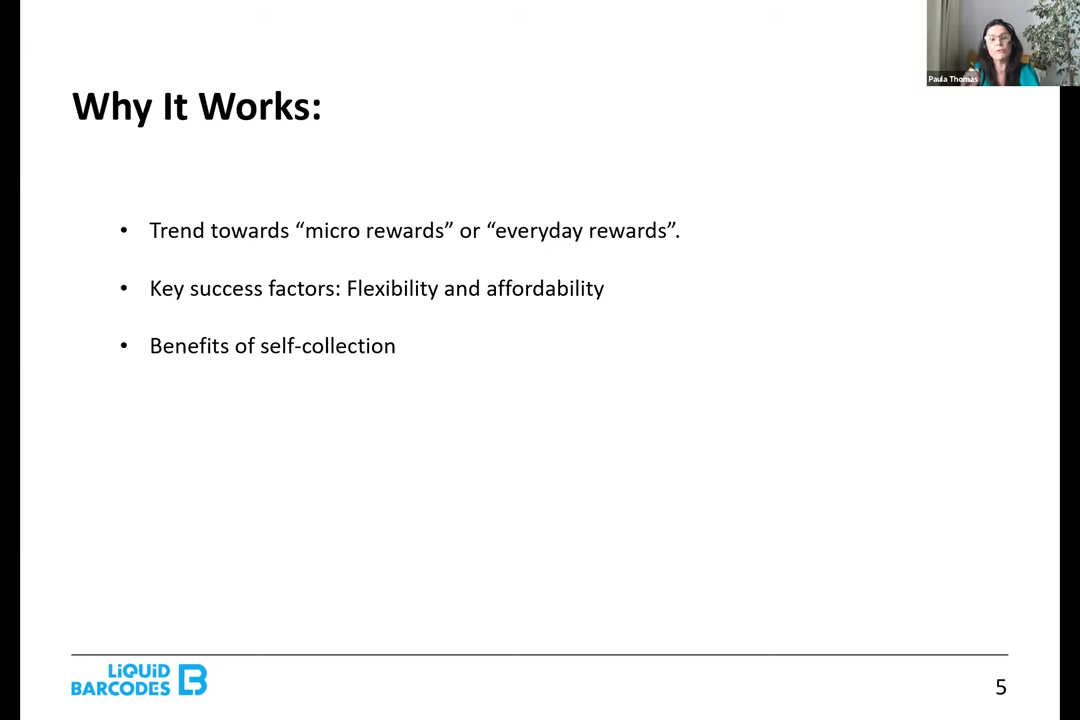 Paula Thomas
Why It Works:
• Trend towards “micro rewards” or “everyday rewards”.
• Key success factors: Flexibility and affordability
• Benefits of self-collection
LiQUiD
BARCODES
5